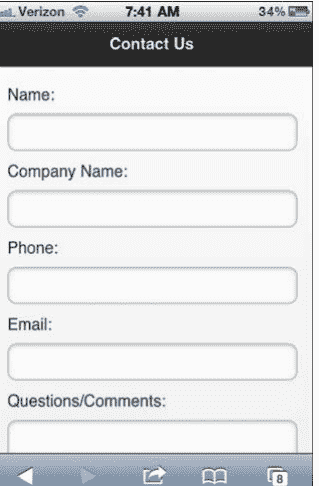 Verizon 7:41 AM 34%
Contact Us
Name:
Company Name:
Phone:
Email:
Questions/Comments:
8